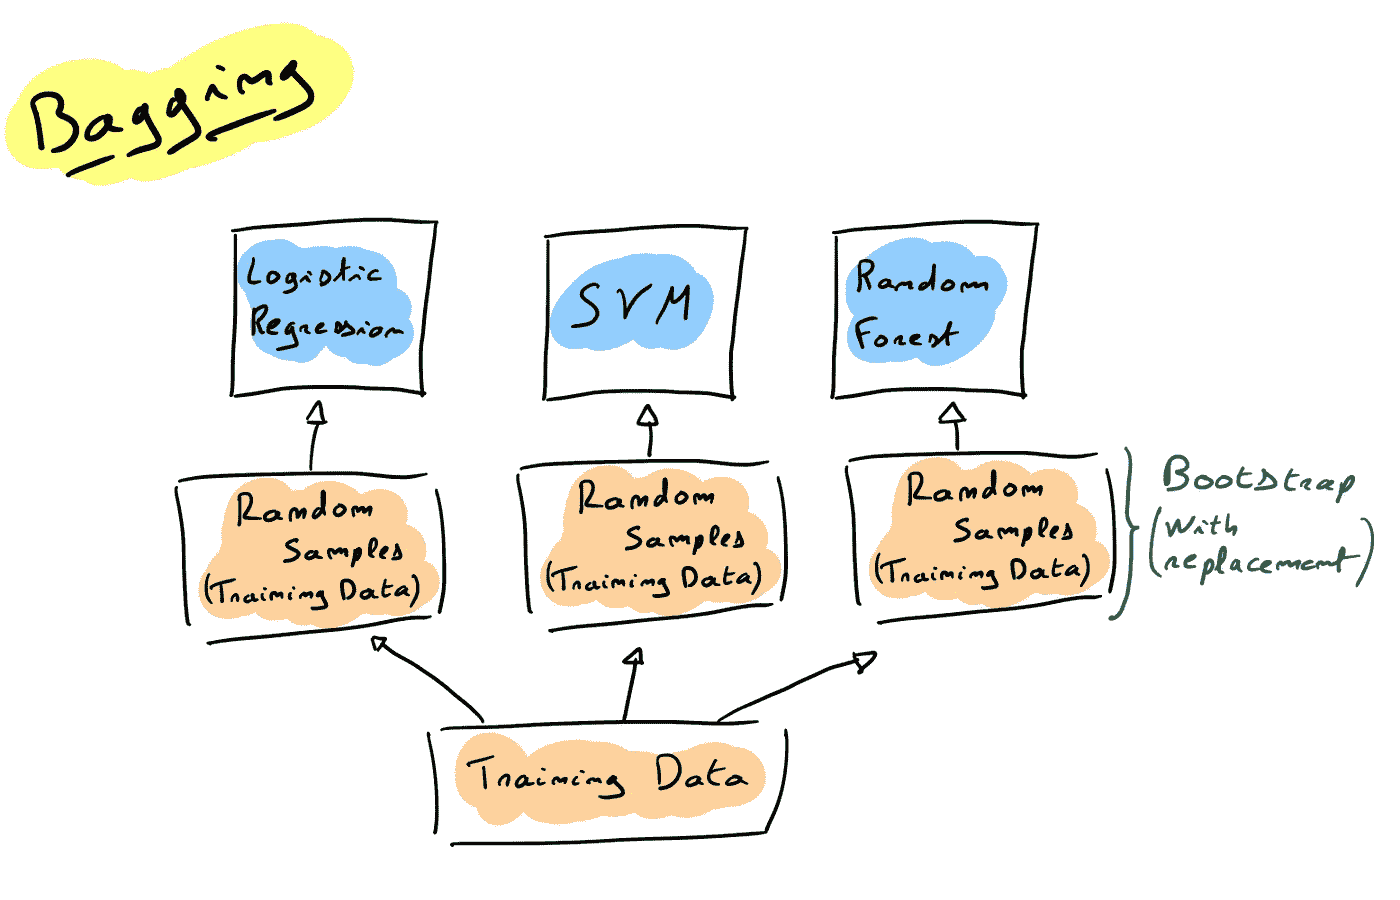 Bagging
Logistic
Regression
SVM
Random
Forest
Random
Samples
(Training Data)
Random
Samples
(Training Data)
Random
Samples
(Training Data)
Bootstrap
(with
replacement)
Training Data